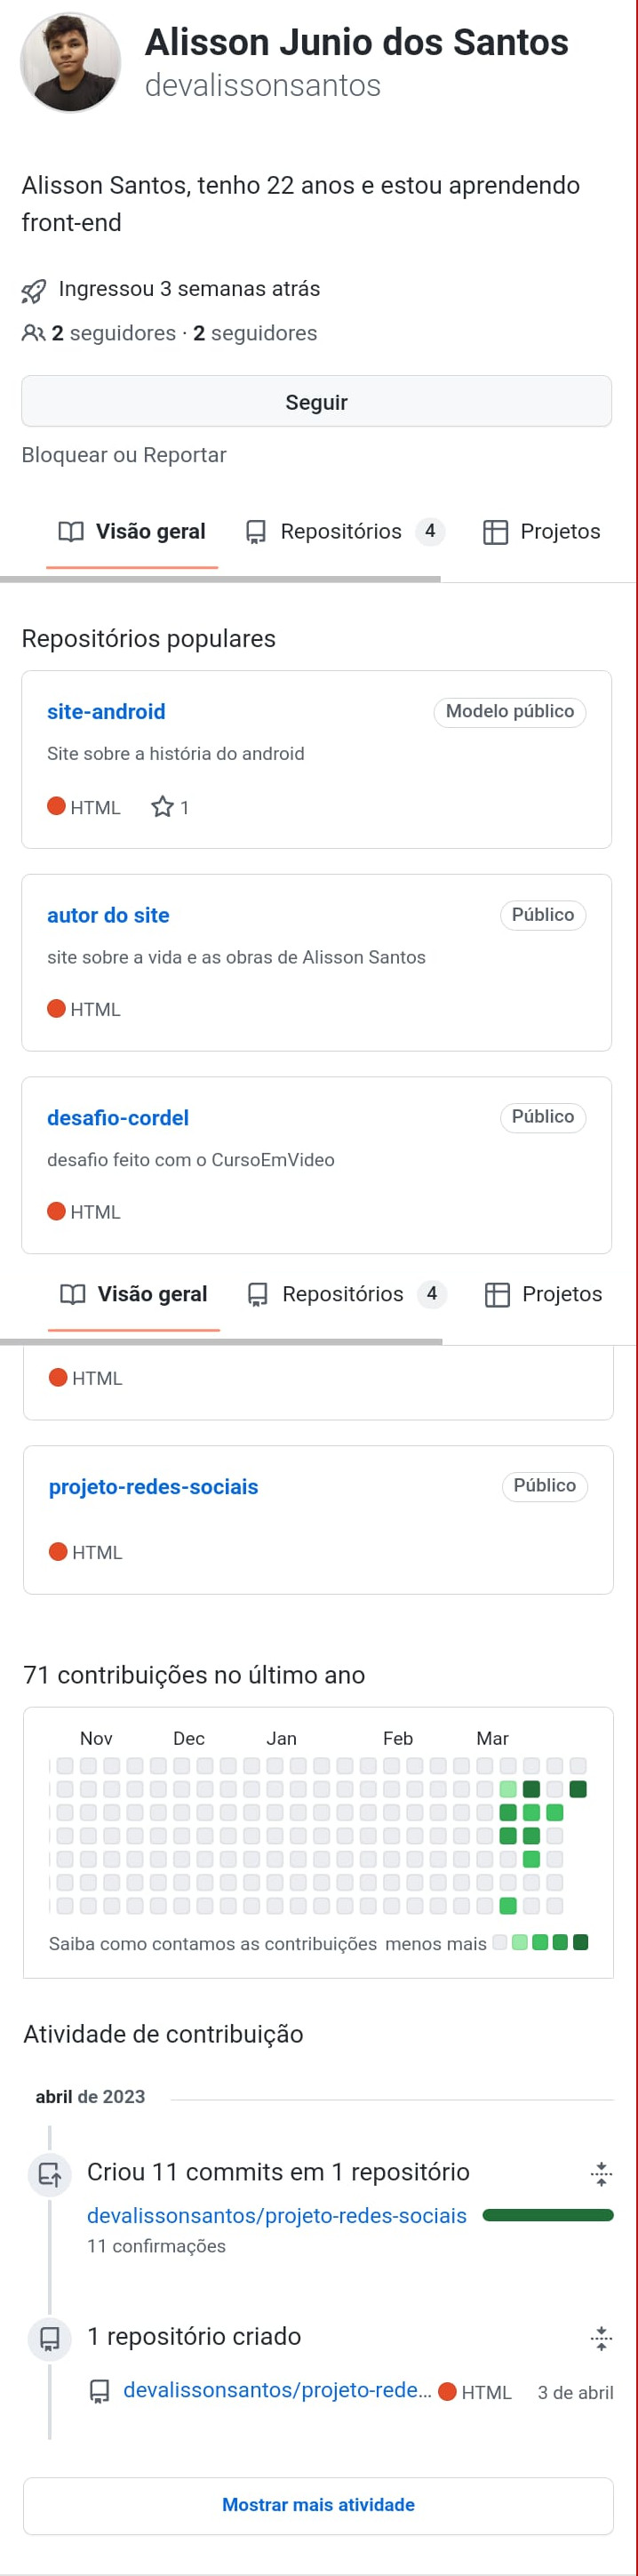 Alisson Junio dos Santos
devalissonsantos
Alisson Santos, tenho 22 anos e estou aprendendo
front-end
Ingressou 3 semanas atrás
2 seguidores · 2 seguidores
Seguir
Bloquear ou Reportar
Visão geral Repositórios 4 Projetos
Repositórios populares
site-android Modelo público
Site sobre a história do android
HTML 1
autor do site Público
site sobre a vida e as obras de Alisson Santos
HTML
desafio-cordel Público
desafio feito com o CursoEmVideo
HTML
Visão geral Repositórios 4 Projetos
HTML
projeto-redes-sociais Público
HTML
71 contribuições no último ano
Nov Dec Jan Feb Mar
Saiba como contamos as contribuições menos mais
Atividade de contribuição
abril de 2023
Criou 11 commits em 1 repositório
devalissonsantos/projeto-redes-sociais
11 confirmações
1 repositório criado
devalissonsantos/projeto-rede... HTML 3 de abril
Mostrar mais atividade